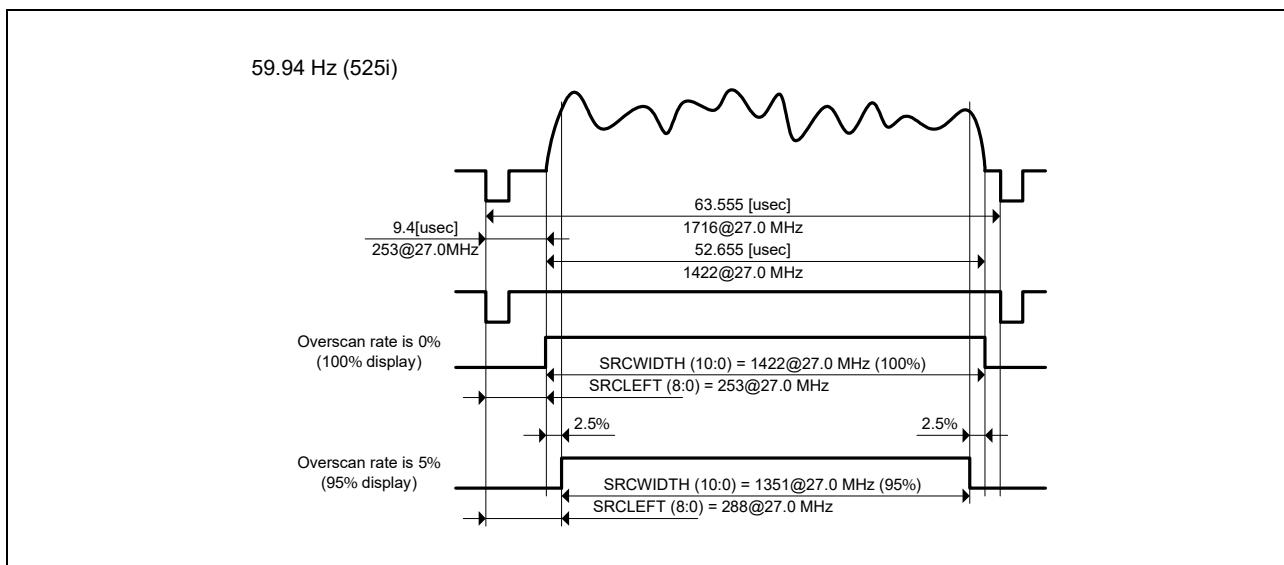 59.94 Hz (525i)
63.555 [usec]
1716@27.0 MHz
9.4[usec]
253@27.0MHz
52.655 [usec]
1422@27.0 MHz
Overscan rate is 0%
(100% display)
SRCWIDTH (10:0) = 1422@27.0 MHz (100%)
SRCLEFT (8:0) = 253@27.0 MHz
2.5%
2.5%
Overscan rate is 5%
(95% display)
SRCWIDTH (10:0) = 1351@27.0 MHz (95%)
SRCLEFT (8:0) = 288@27.0 MHz